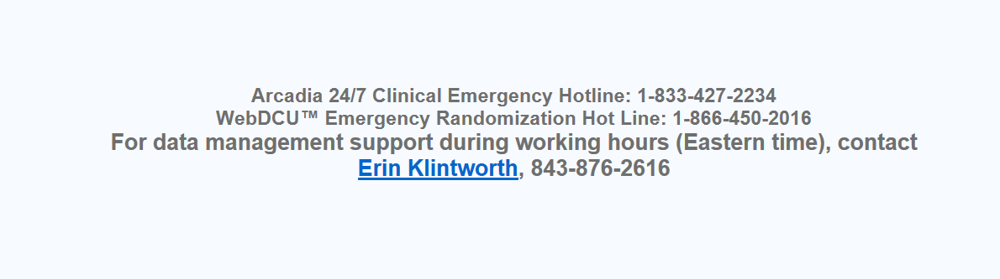 Arcadia 24/7 Clinical Emergency Hotline: 1-833-427-2234
WebDCU™ Emergency Randomization Hot Line: 1-866-450-2016
For data management support during working hours (Eastern time), contact
Erin Klintworth, 843-876-2616